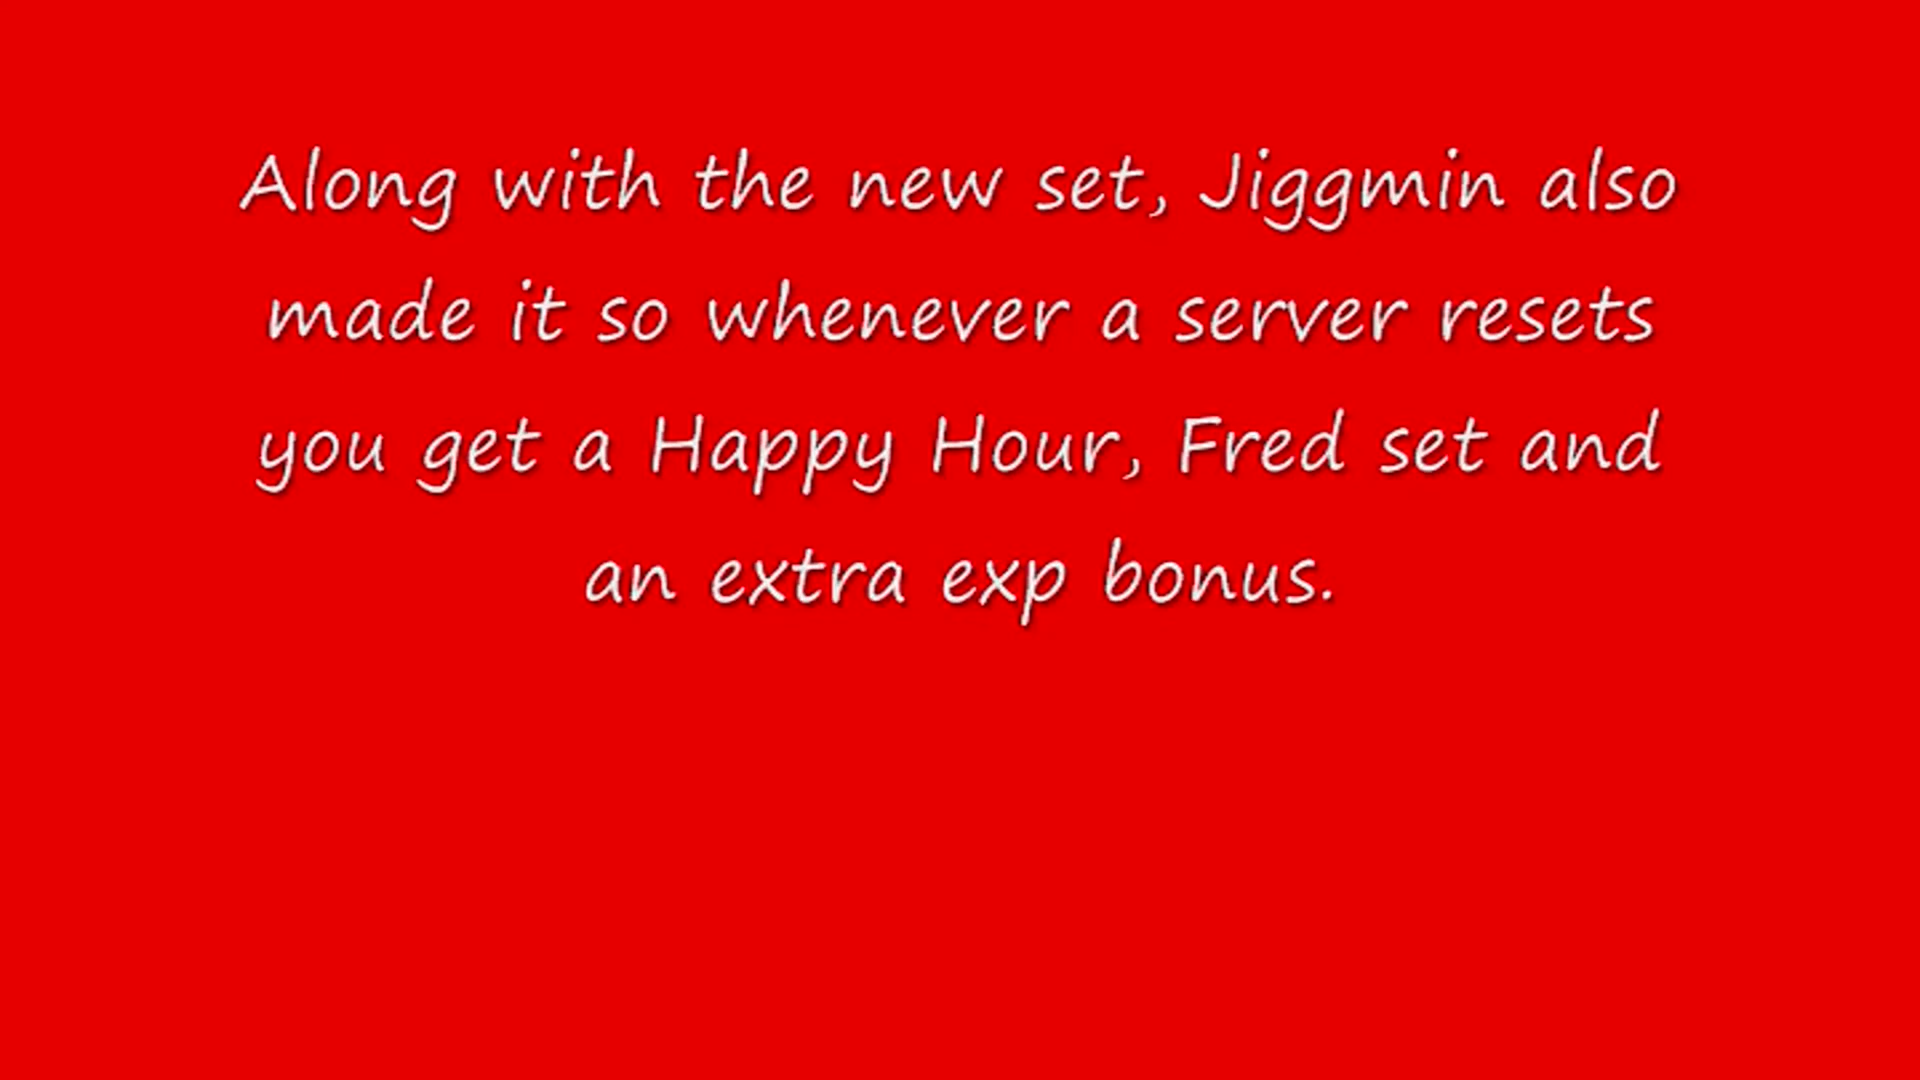 Along with the new set, Jiggmin also
made it so whenever a server resets
you get a Happy Hour, Fred set and
an extra exp bonus.